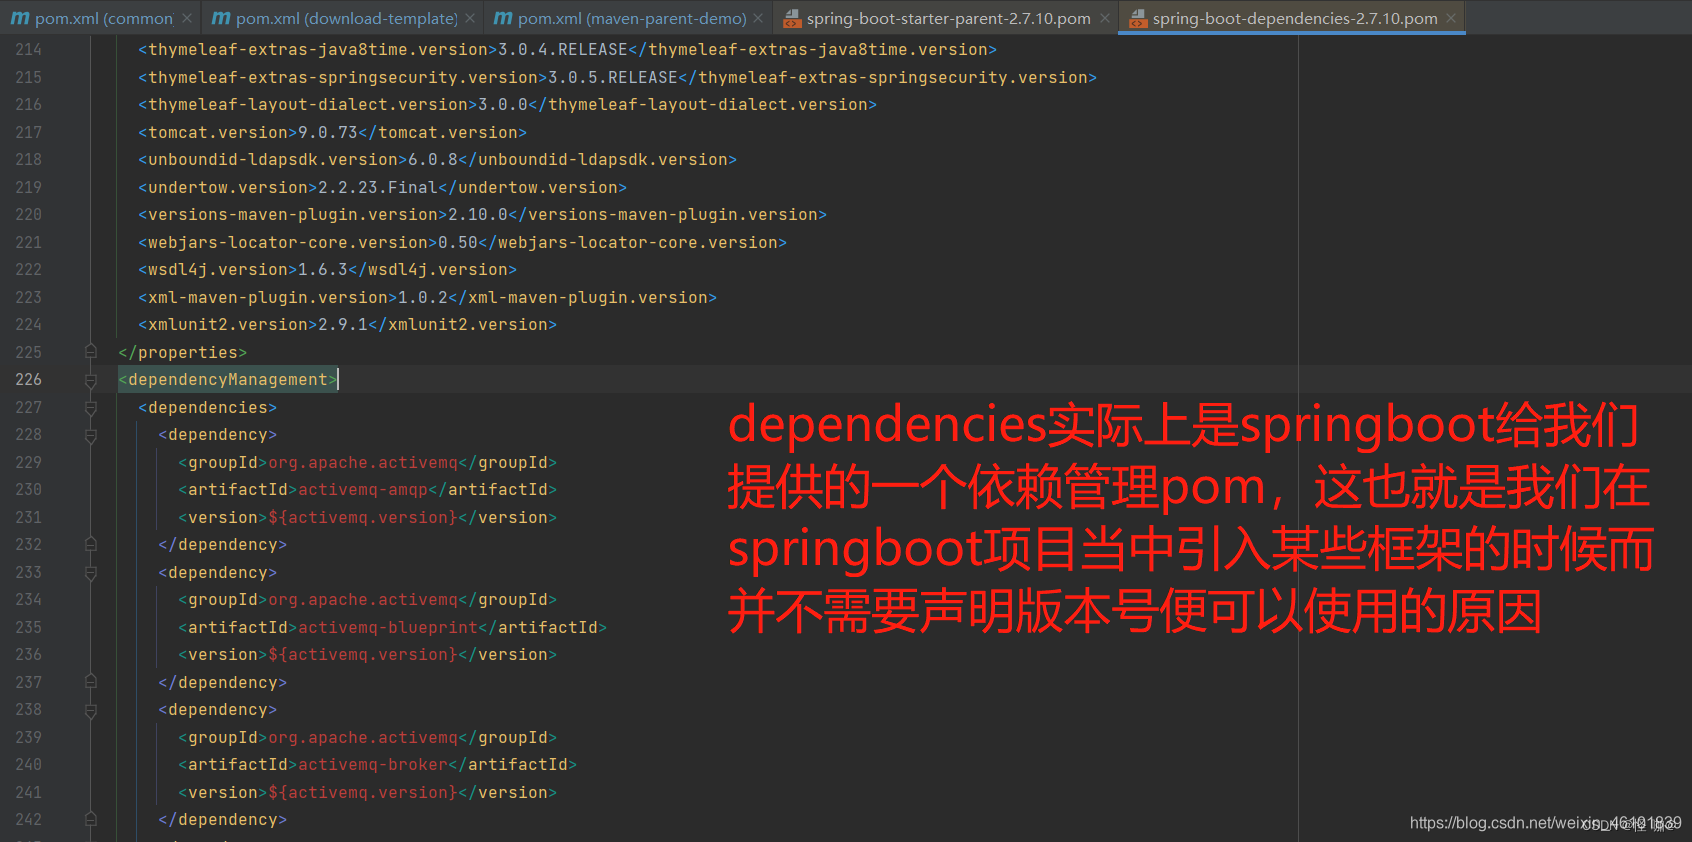 pom.xml (common)
pom.xml (download-template)
pom.xml (maven-parent-demo)
spring-boot-starter-parent-2.7.10.pom
spring-boot-dependencies-2.7.10.pom
214 <thymeleaf-extras-java8time.version>3.0.4.RELEASE</thymeleaf-extras-java8time.version>
215 <thymeleaf-extras-springsecurity.version>3.0.5.RELEASE</thymeleaf-extras-springsecurity.version>
216 <thymeleaf-layout-dialect.version>3.0.0</thymeleaf-layout-dialect.version>
217 <tomcat.version>9.0.73</tomcat.version>
218 <unboundid-ldapsdk.version>6.0.8</unboundid-ldapsdk.version>
219 <undertow.version>2.2.23.Final</undertow.version>
220 <versions-maven-plugin.version>2.10.0</versions-maven-plugin.version>
221 <webjars-locator-core.version>0.50</webjars-locator-core.version>
222 <wsdl4j.version>1.6.3</wsdl4j.version>
223 <xml-maven-plugin.version>1.0.2</xml-maven-plugin.version>
224 <xmlunit2.version>2.9.1</xmlunit2.version>
225 </properties>
226 <dependencyManagement>
227 <dependencies>
228 <dependency>
229 <groupId>org.apache.activemq</groupId>
230 <artifactId>activemq-amqp</artifactId>
231 <version>${activemq.version}</version>
232 </dependency>
233 <dependency>
234 <groupId>org.apache.activemq</groupId>
235 <artifactId>activemq-blueprint</artifactId>
236 <version>${activemq.version}</version>
237 </dependency>
238 <dependency>
239 <groupId>org.apache.activemq</groupId>
240 <artifactId>activemq-broker</artifactId>
241 <version>${activemq.version}</version>
242 </dependency>
dependencies实际上是springboot给我们
提供的一个依赖管理pom，这也就是我们在
springboot项目当中引入某些框架的时候而
并不需要声明版本号便可以使用的原因
https://blog.csdn.net/weixin_46101839